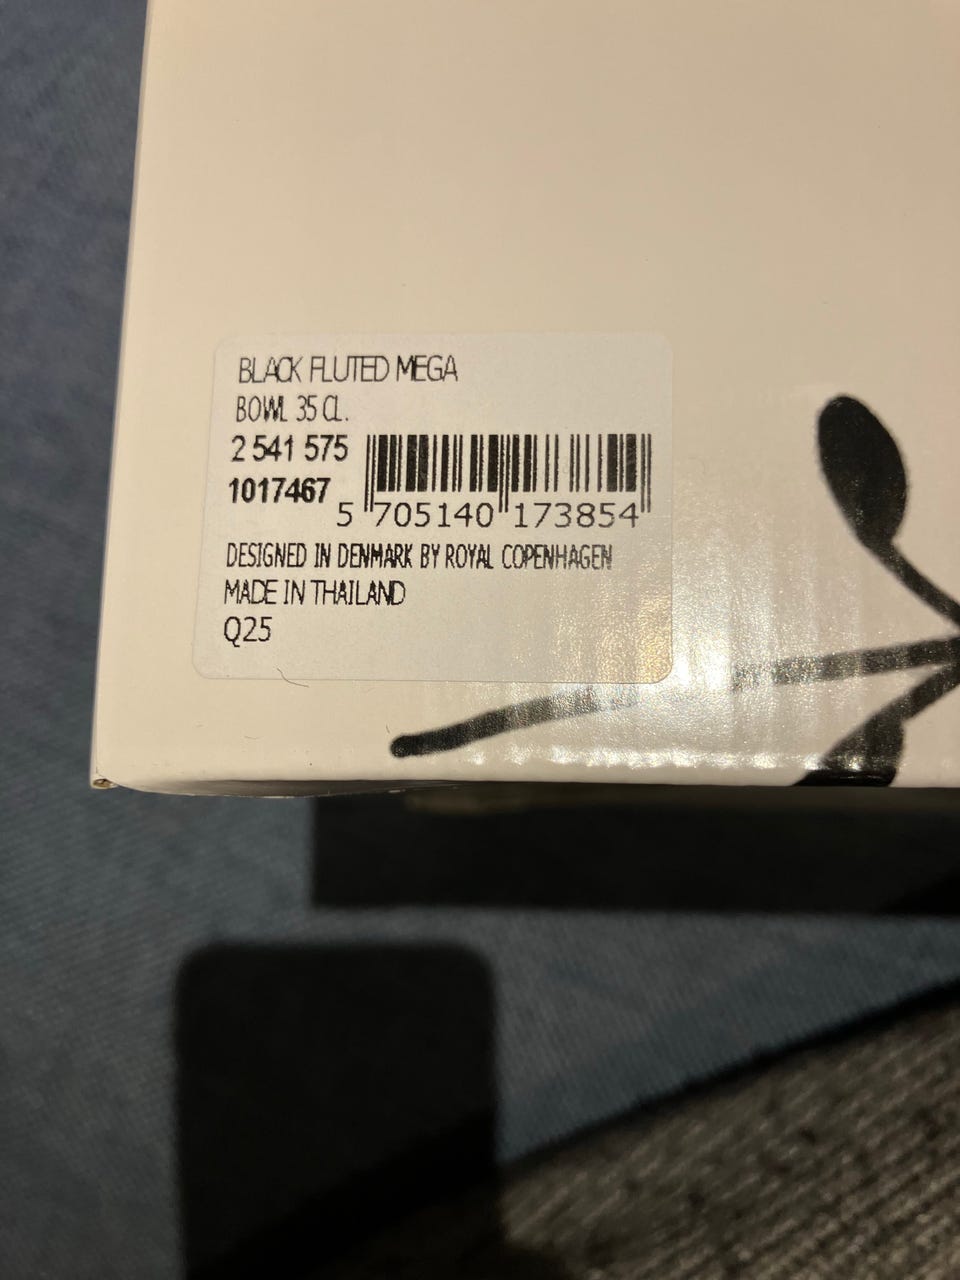 BLACK FLUTED MEGA
BOWL 35 CL.
2 541 575
1017467
5 705140 173854
DESIGNED IN DENMARK BY ROYAL COPENHAGEN
MADE IN THAILAND
Q25